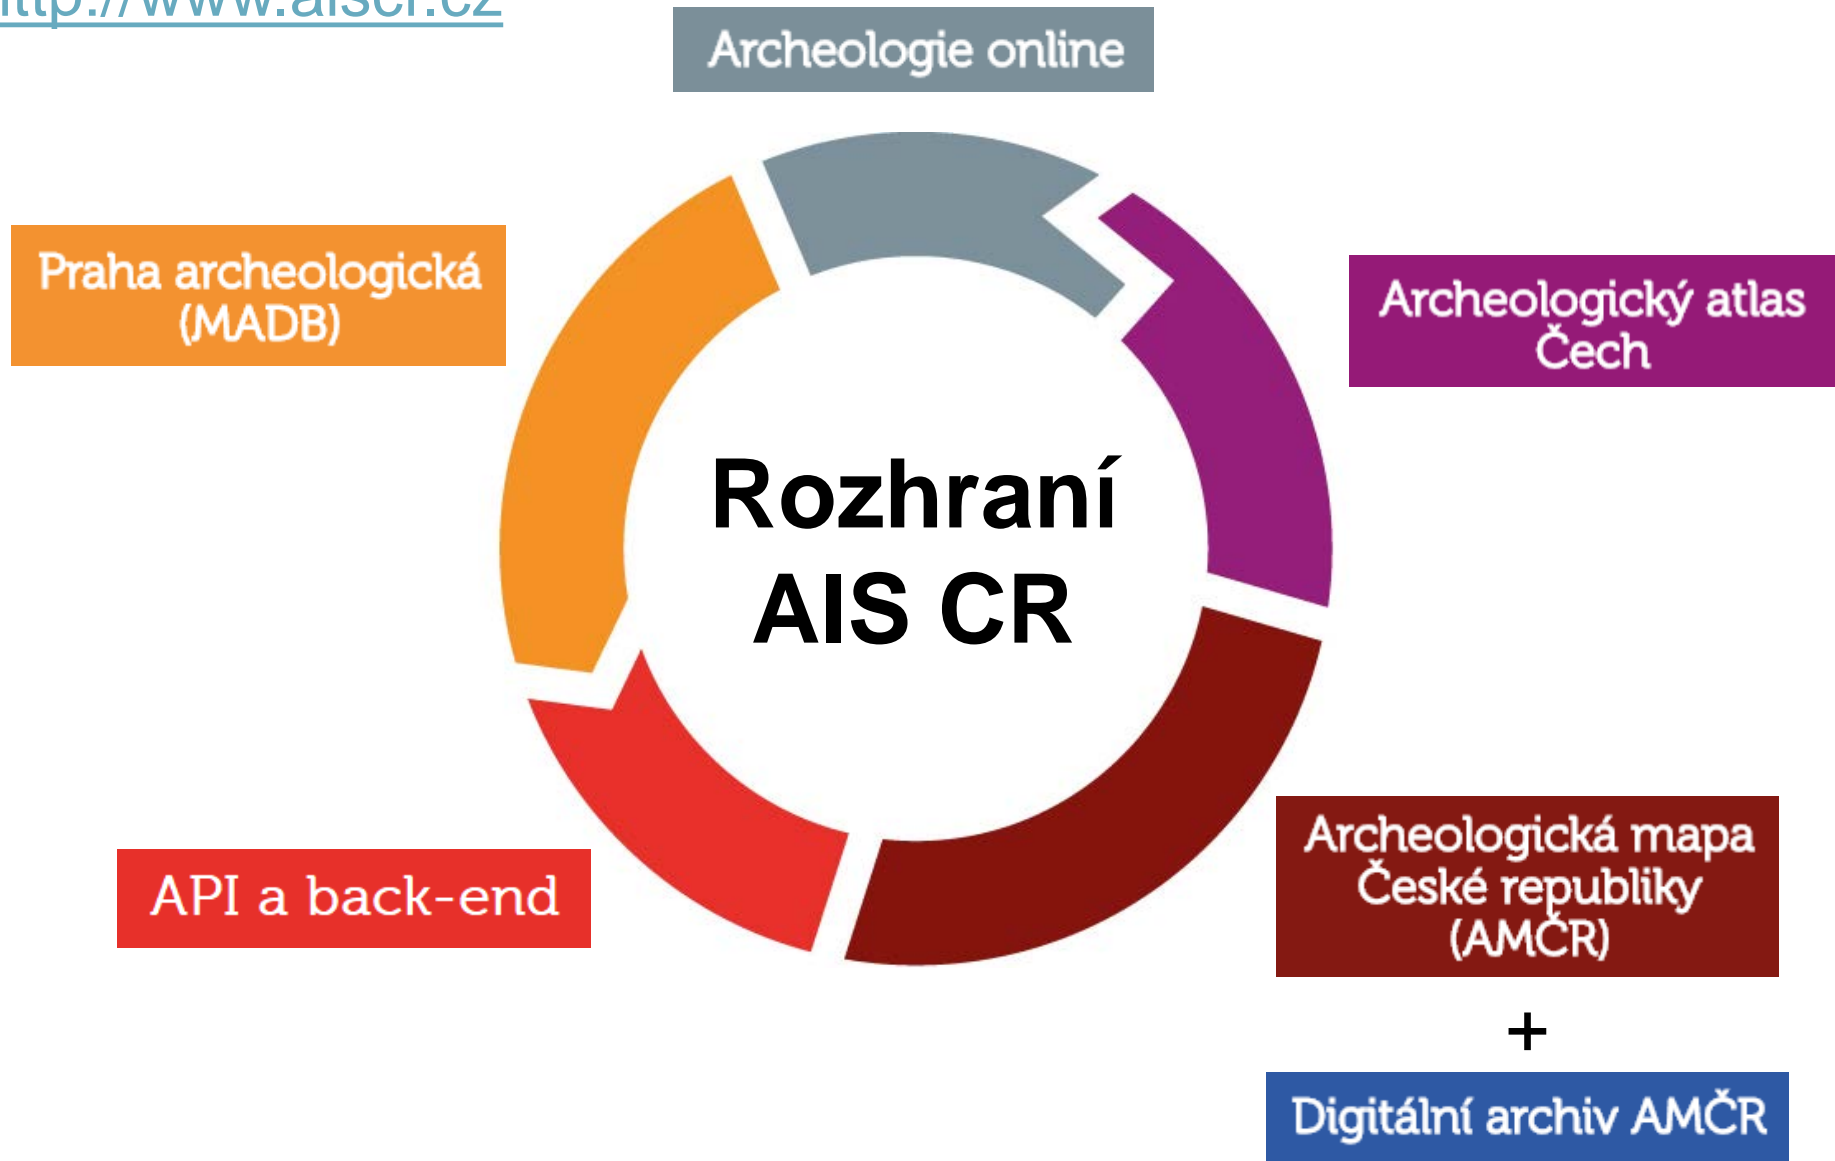 http://www.aiscr.cz
Archeologie online
Praha archeologická
(MADB)
Archeologický atlas
Čech
Rozhraní
AIS CR
API a back-end
Archeologická mapa
České republiky
(AMČR)
+
Digitální archiv AMČR